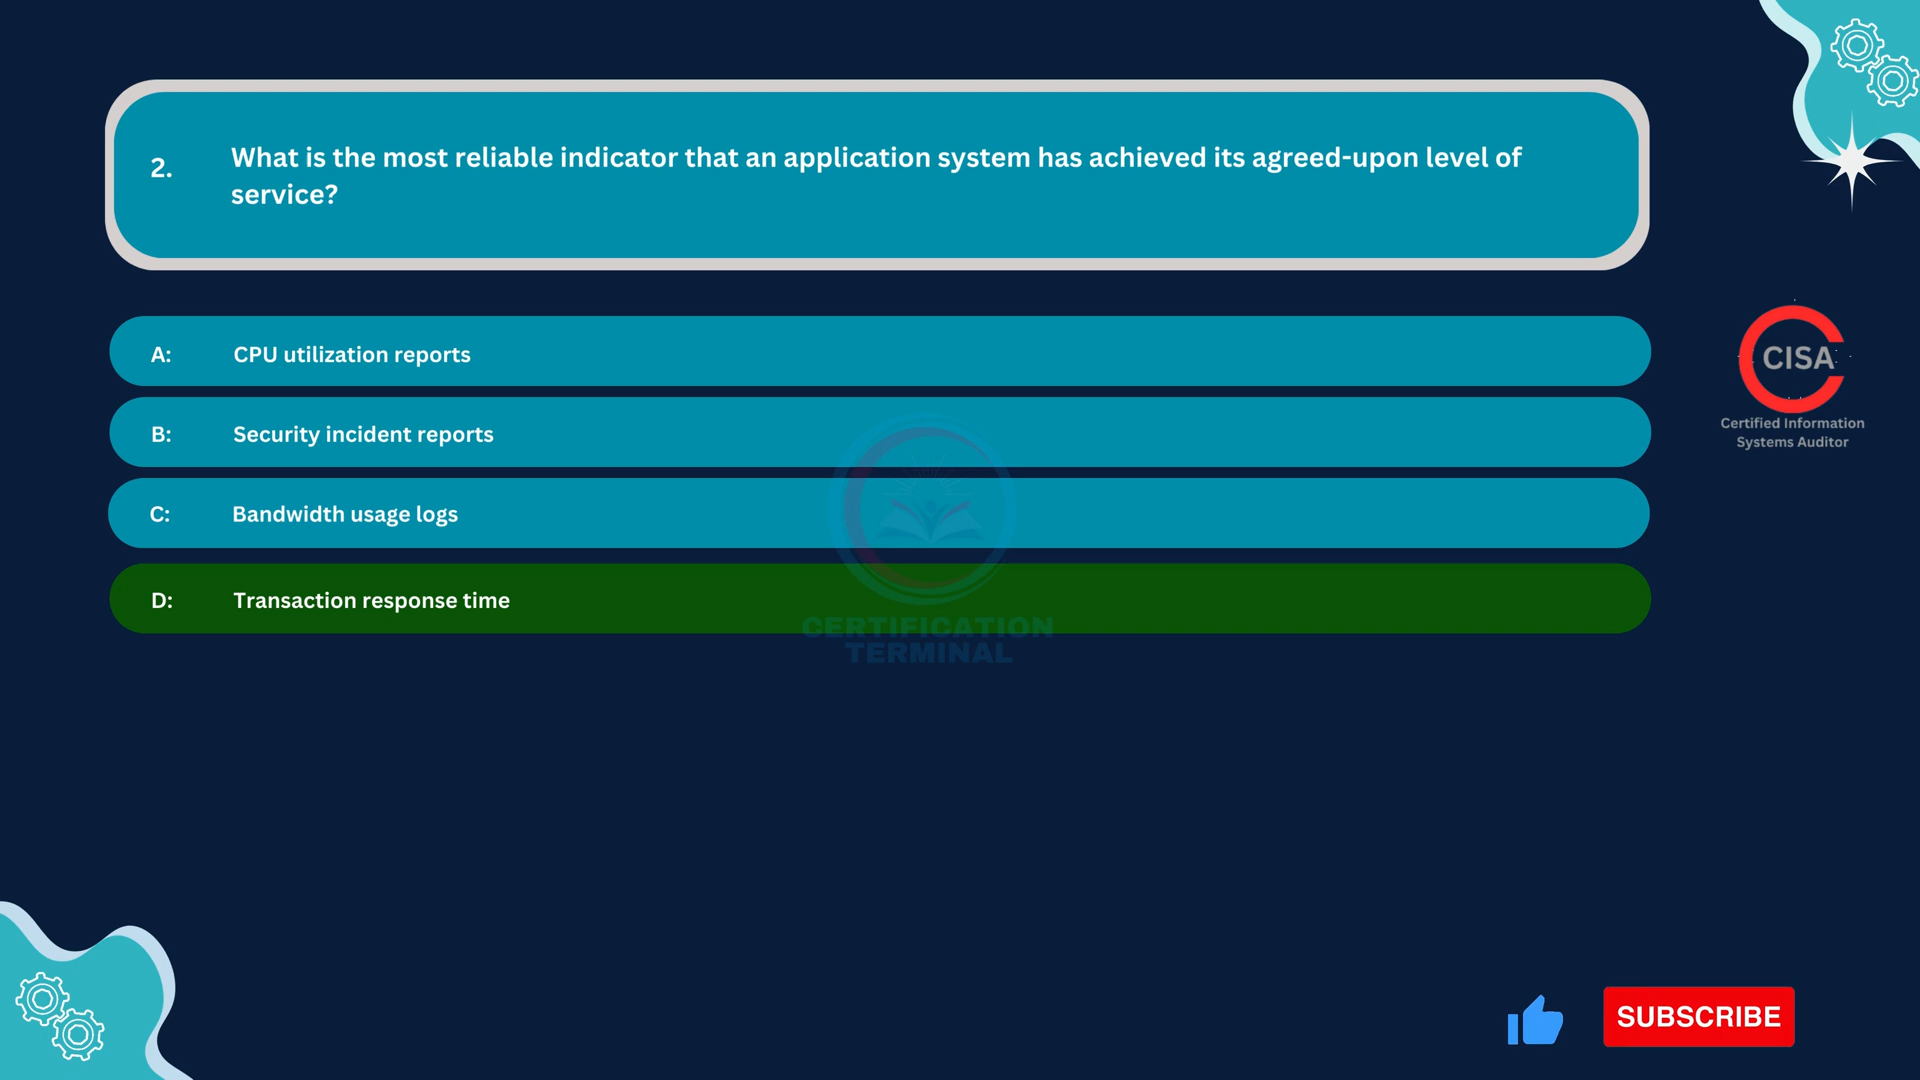 2.
What is the most reliable indicator that an application system has achieved its agreed-upon level of
service?
A: CPU utilization reports
B: Security incident reports
C: Bandwidth usage logs
D: Transaction response time
CISA
Certified Information
Systems Auditor
CERTIFICATION
TERMINAL
SUBSCRIBE